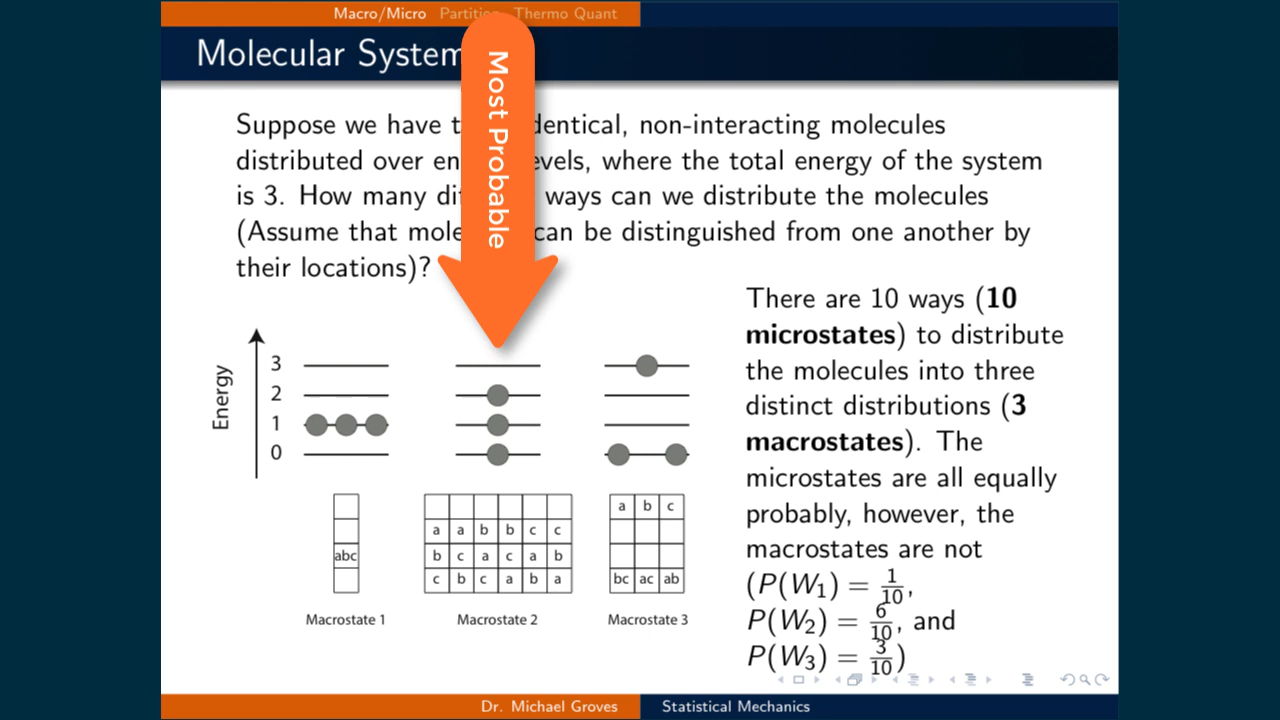 Macro/Micro Thermo Quant
Molecular System
Most Probable
Suppose we have identical, non-interacting molecules
distributed over where the total energy of the system
is 3. How many ways can we distribute the molecules
(Assume that can be distinguished from one another by
their locations)?
There are 10 ways (10
microstates) to distribute
the molecules into three
distinct distributions (3
macrostates). The
microstates are all equally
probably, however, the
macrostates are not
(P(W₁) = 1/10,
P(W₂) = 6/10, and
P(W₃) = 3/10)
Energy
3
2
1
0
abc
a a b b c c
b c a c a b
c b c a b a
a b c
bc ac ab
Macrostate 1
Macrostate 2
Macrostate 3
Dr. Michael Groves
Statistical Mechanics